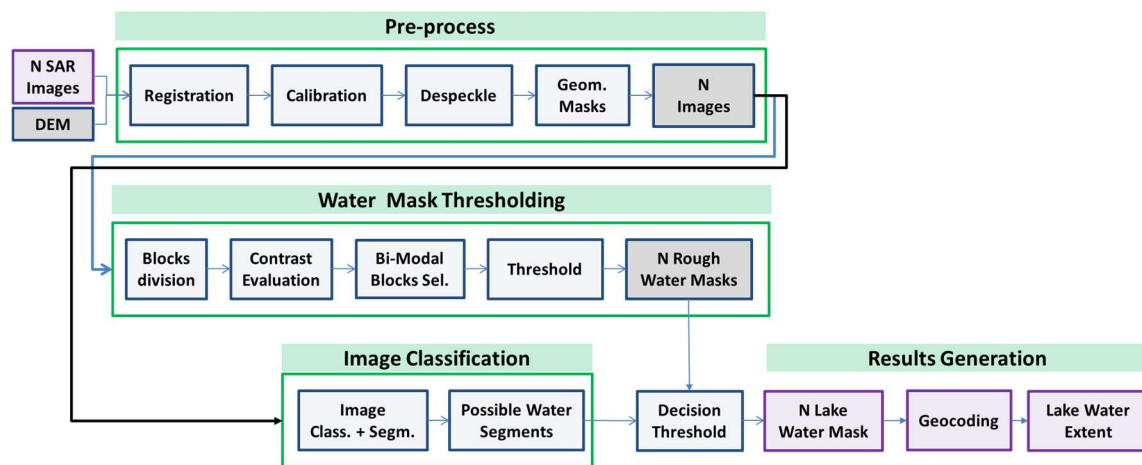 Pre-process
N SAR
Images
DEM
Registration
Calibration
Despeckle
Geom.
Masks
N
Images
Water Mask Thresholding
Blocks
division
Contrast
Evaluation
Bi-Modal
Blocks Sel.
Threshold
N Rough
Water Masks
Image Classification
Image
Class. + Segm.
Possible Water
Segments
Decision
Threshold
Results Generation
N Lake
Water Mask
Geocoding
Lake Water
Extent